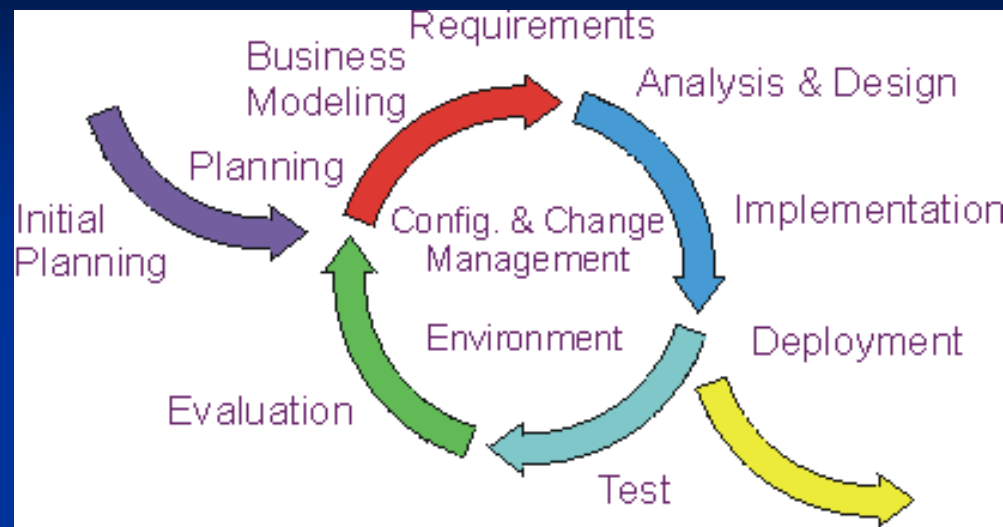 Requirements
Business
Modeling
Analysis & Design
Planning
Initial
Planning
Config. & Change
Management
Implementation
Environment
Deployment
Evaluation
Test